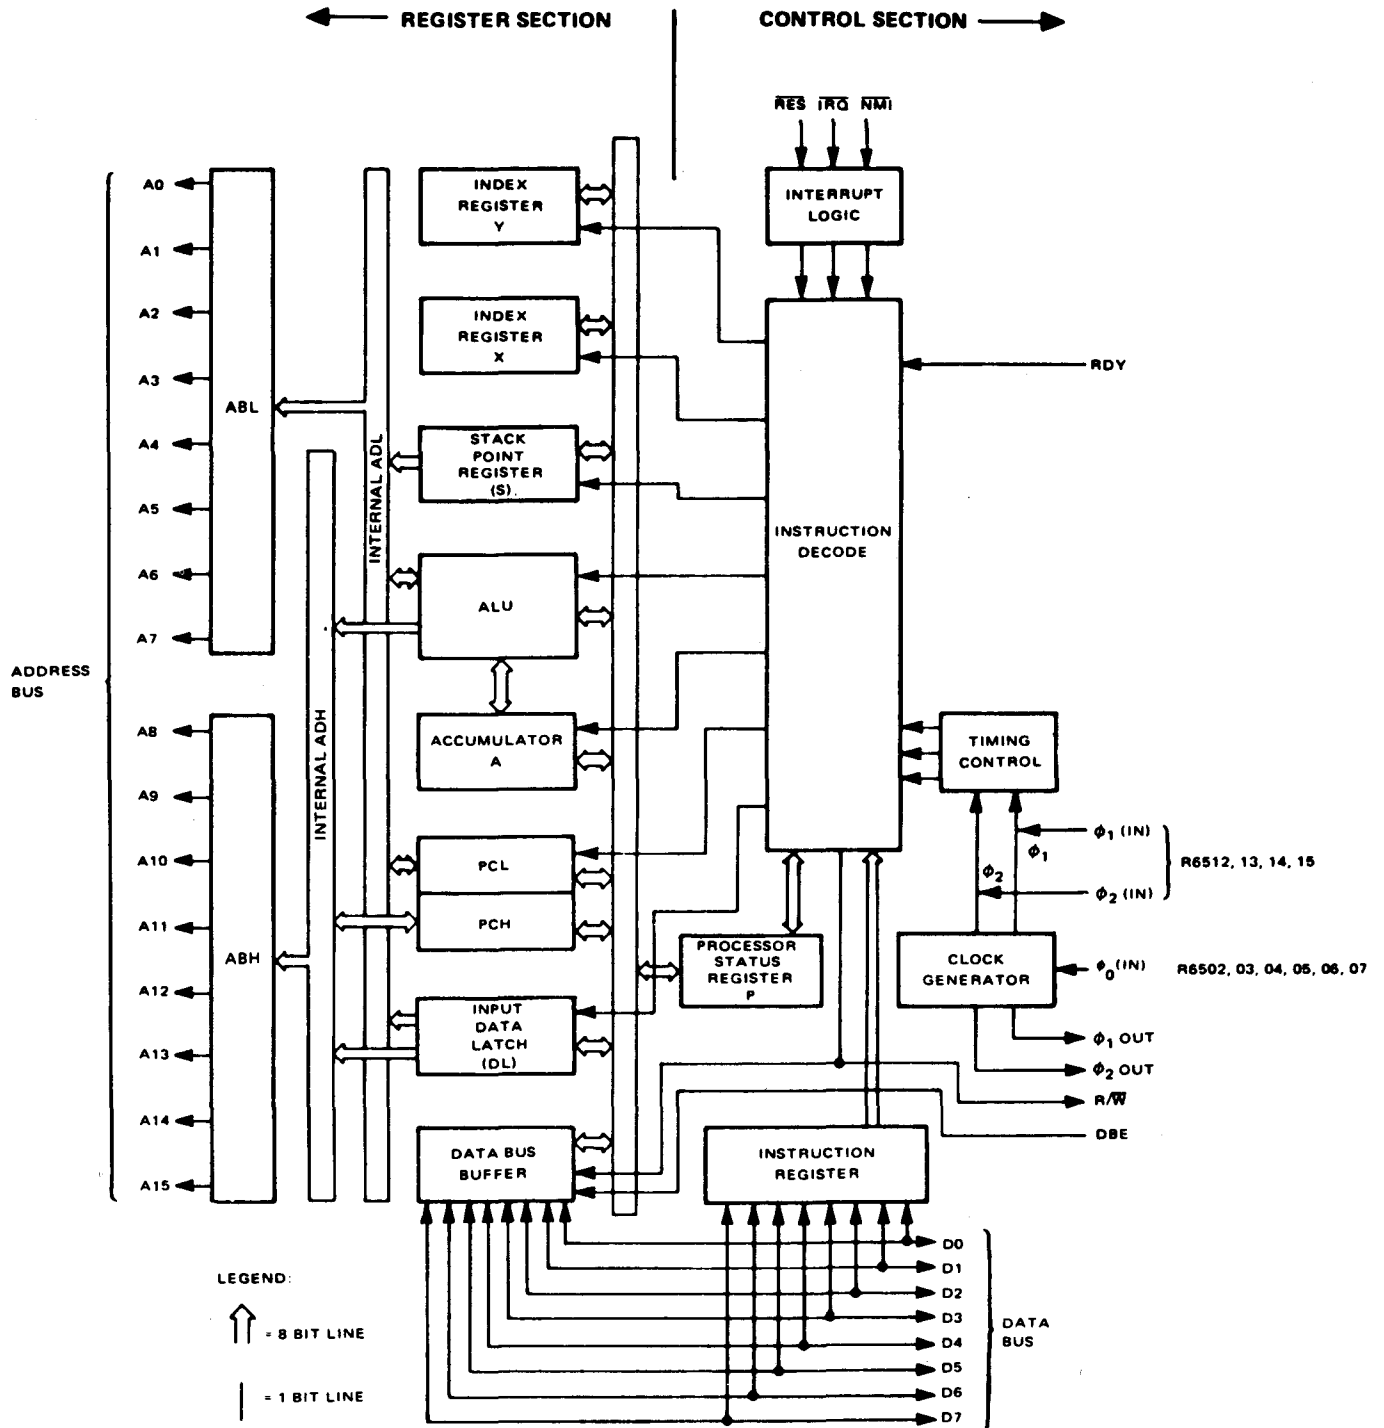 REGISTER SECTION
CONTROL SECTION
RES IRQ NMI
INTERRUPT
LOGIC
INDEX
REGISTER
Y
INDEX
REGISTER
X
STACK
POINT
REGISTER
(S)
ALU
ACCUMULATOR
A
PCL
PCH
INPUT
DATA
LATCH
(DL)
DATA BUS
BUFFER
ADDRESS
BUS
A0
A1
A2
A3
A4
A5
A6
A7
A8
A9
A10
A11
A12
A13
A14
A15
ABL
ABH
INTERNAL ADL
INTERNAL ADH
INSTRUCTION
DECODE
RDY
TIMING
CONTROL
ϕ1 (IN)
ϕ1
R6512, 13, 14, 15
ϕ2
ϕ2 (IN)
PROCESSOR
STATUS
REGISTER
P
CLOCK
GENERATOR
ϕ0 (IN)
R6502, 03, 04, 05, 06, 07
ϕ1 OUT
ϕ2 OUT
R/W
DBE
INSTRUCTION
REGISTER
D0
D1
D2
D3
D4
D5
D6
D7
DATA
BUS
LEGEND:
= 8 BIT LINE
= 1 BIT LINE